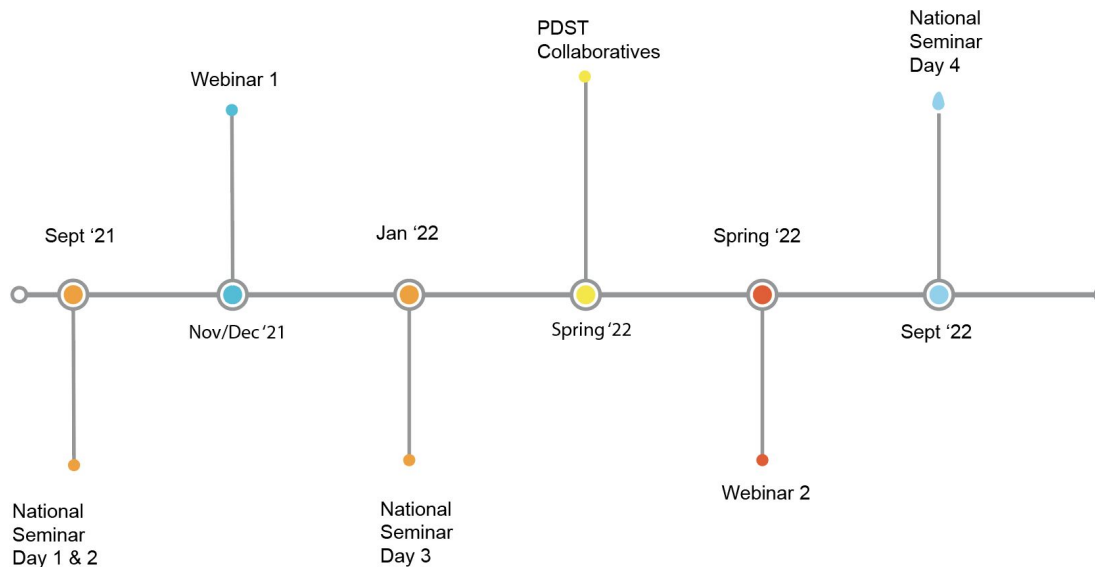 PDST
Collaboratives
National
Seminar
Day 4
Webinar 1
Sept ‘21
Jan ‘22
Spring ‘22
Nov/Dec ‘21
Spring ‘22
Sept ‘22
National
Seminar
Day 1 & 2
National
Seminar
Day 3
Webinar 2